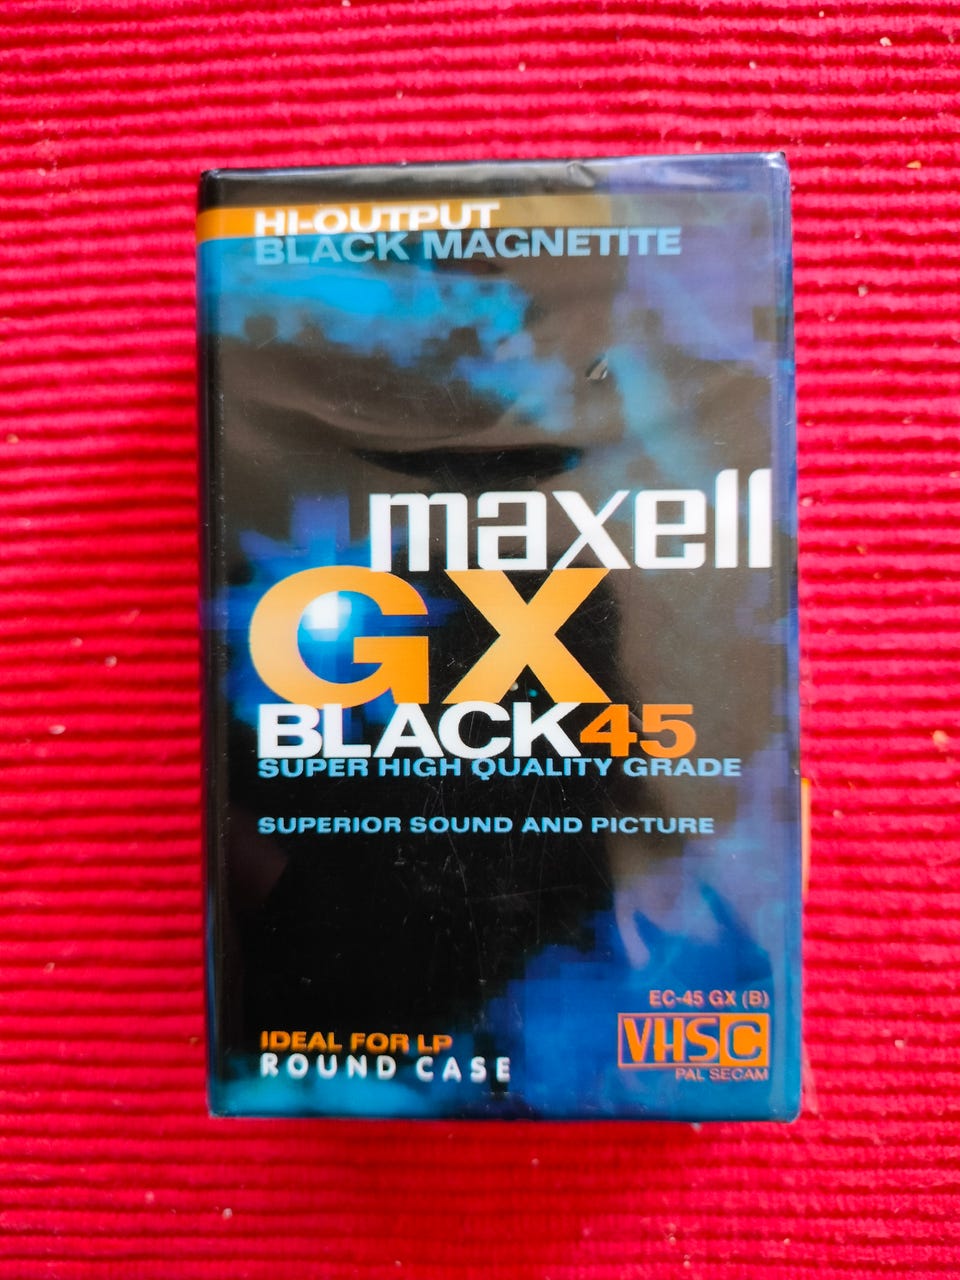 HI-OUTPUT
BLACK MAGNETITE
maxell
GX
BLACK45
SUPER HIGH QUALITY GRADE
SUPERIOR SOUND AND PICTURE
IDEAL FOR LP
ROUND CASE
EC-45 GX (B)
VHSC
PAL SECAM